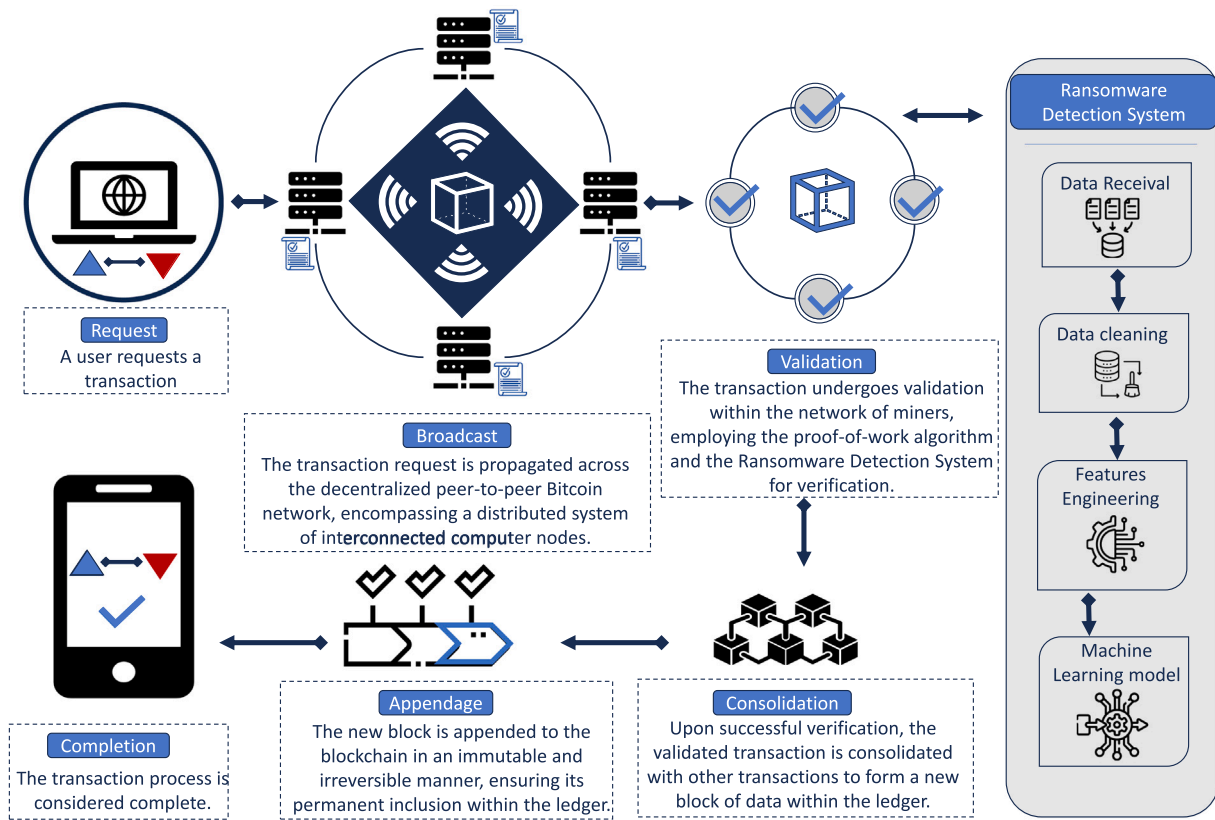 Request
A user requests a
transaction
Broadcast
The transaction request is propagated across
the decentralized peer-to-peer Bitcoin
network, encompassing a distributed system
of interconnected computer nodes.
Validation
The transaction undergoes validation
within the network of miners,
employing the proof-of-work algorithm
and the Ransomware Detection System
for verification.
Ransomware
Detection System
Data Receival
Data cleaning
Features
Engineering
Machine
Learning model
Consolidation
Upon successful verification, the
validated transaction is consolidated
with other transactions to form a new
block of data within the ledger.
Appendage
The new block is appended to the
blockchain in an immutable and
irreversible manner, ensuring its
permanent inclusion within the ledger.
Completion
The transaction process is
considered complete.